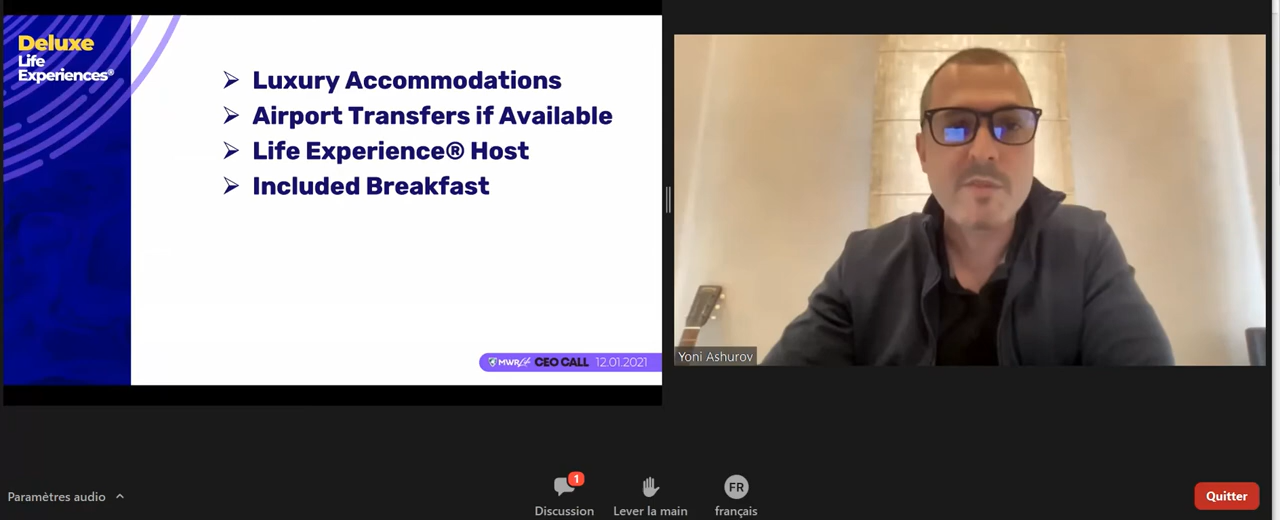 Deluxe
Life
Experiences®
➢ Luxury Accommodations
➢ Airport Transfers if Available
➢ Life Experience® Host
➢ Included Breakfast
MWR Life CEO CALL 12.01.2021
Yoni Ashurov
Paramètres audio
1
Discussion
Lever la main
FR
français
Quitter